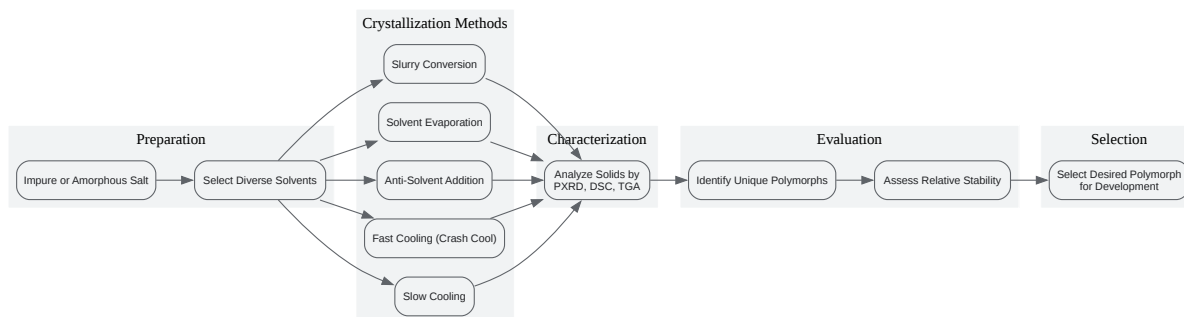 Crystallization Methods
Slurry Conversion
Solvent Evaporation
Anti-Solvent Addition
Fast Cooling (Crash Cool)
Slow Cooling
Preparation
Impure or Amorphous Salt
Select Diverse Solvents
Characterization
Analyze Solids by
PXRD, DSC, TGA
Evaluation
Identify Unique Polymorphs
Assess Relative Stability
Selection
Select Desired Polymorph
for Development